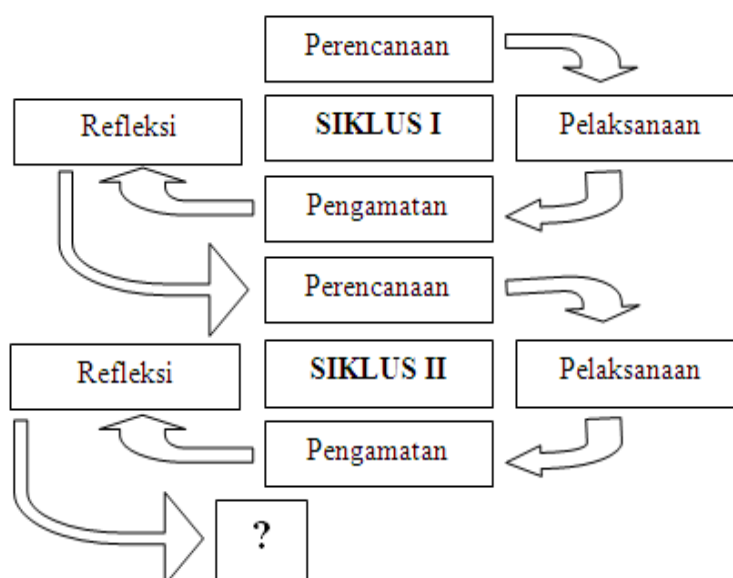 Perencanaan
Refleksi
SIKLUS I
Pelaksanaan
Pengamatan
Perencanaan
Refleksi
SIKLUS II
Pelaksanaan
Pengamatan
?